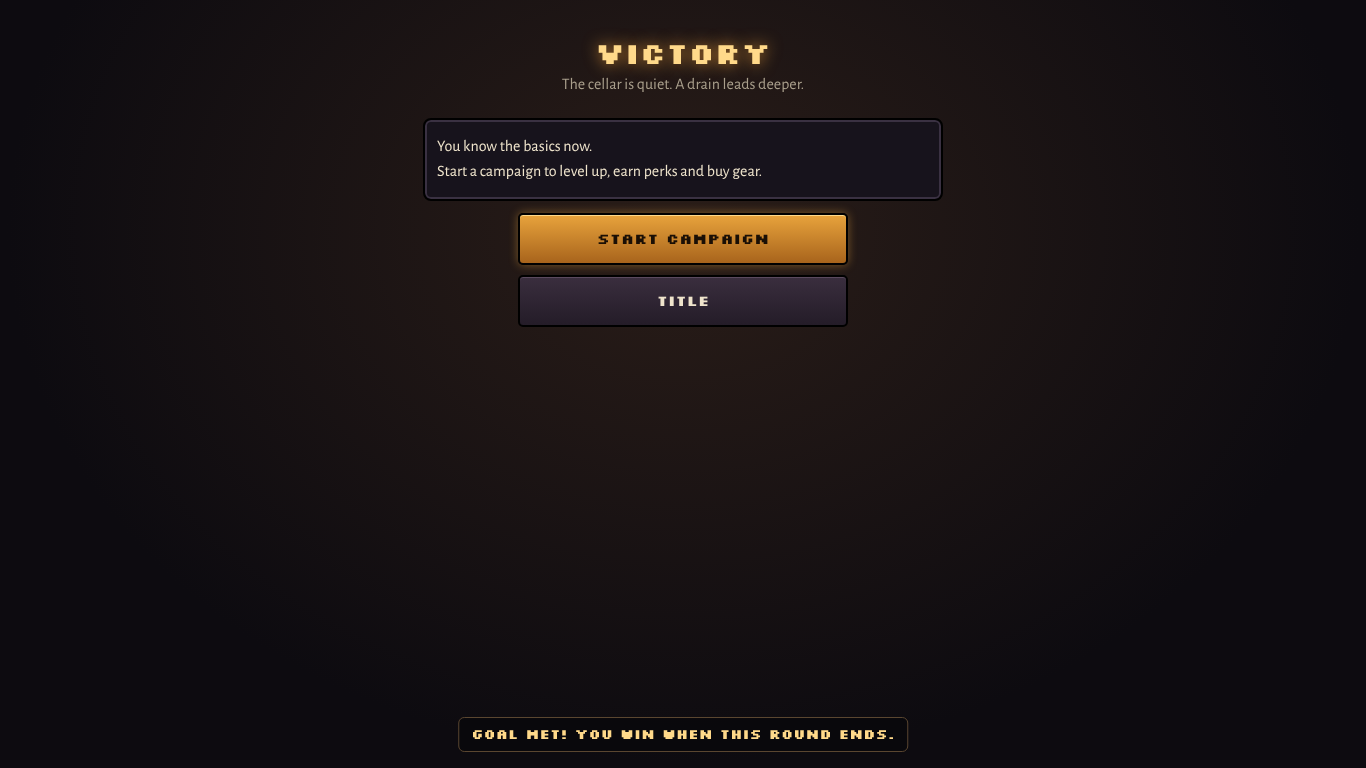 VICTORY
The cellar is quiet. A drain leads deeper.
You know the basics now.
Start a campaign to level up, earn perks and buy gear.
START CAMPAIGN
TITLE
GOAL MET! YOU WIN WHEN THIS ROUND ENDS.